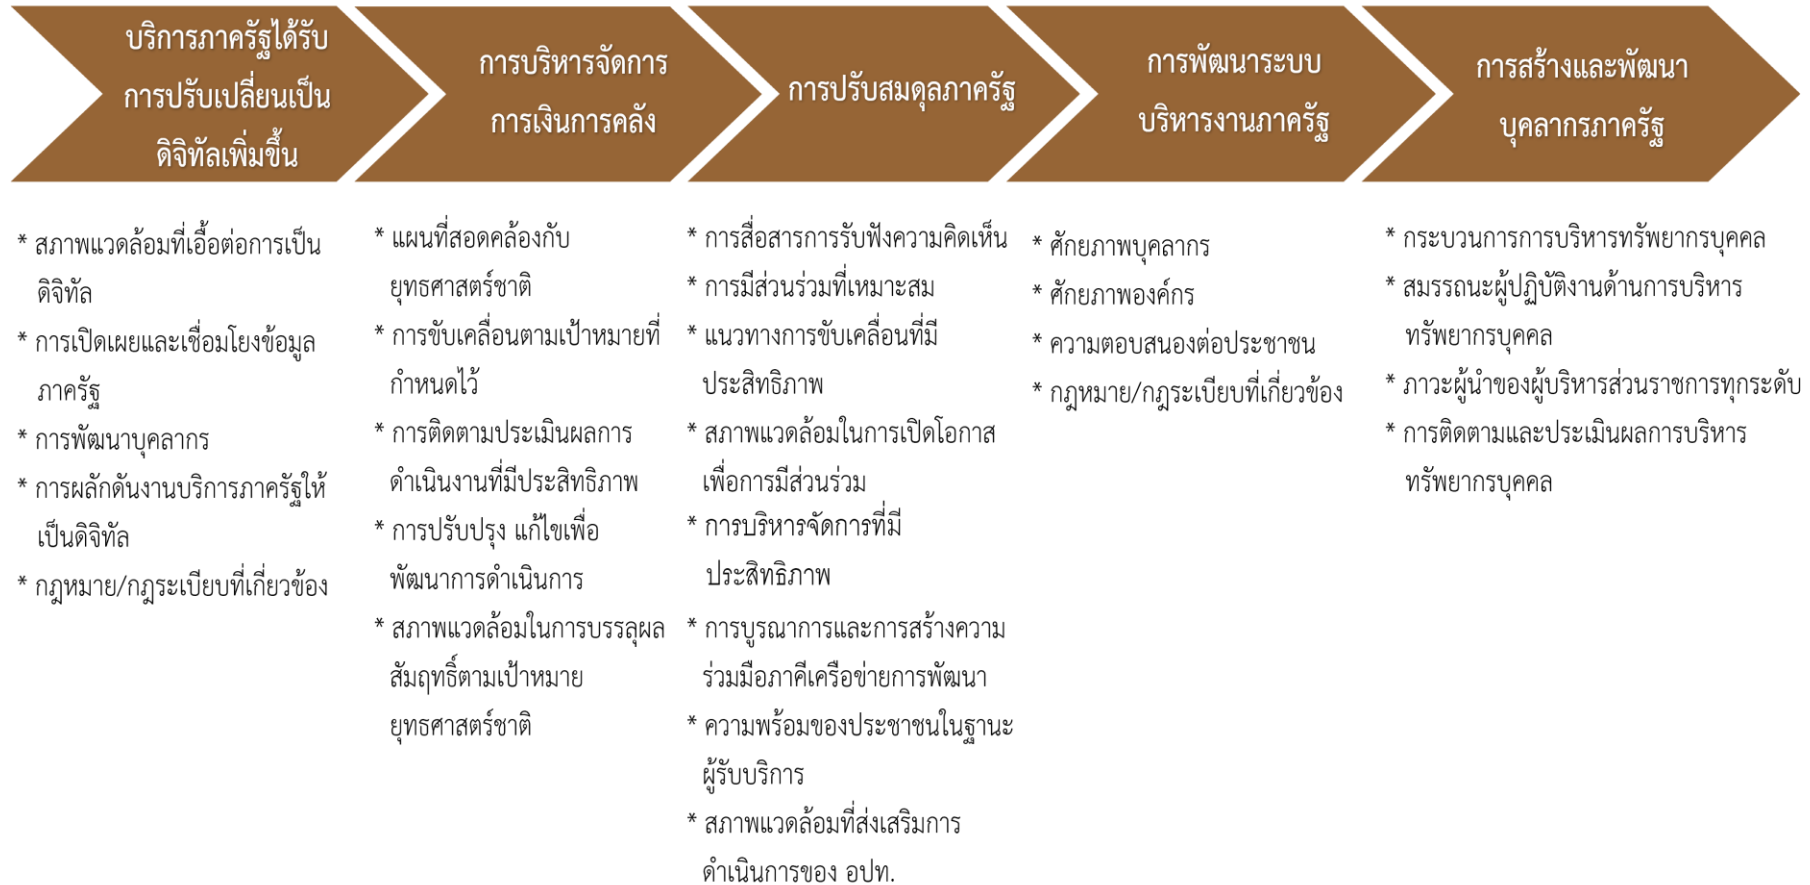 บริการภาครัฐได้รับ
การปรับเปลี่ยนเป็น
ดิจิทัลเพิ่มขึ้น
การบริหารจัดการ
การเงินการคลัง
การปรับสมดุลภาครัฐ
การพัฒนาระบบ
บริหารงานภาครัฐ
การสร้างและพัฒนา
บุคลากรภาครัฐ
* สภาพแวดล้อมที่เอื้อต่อการเป็น
ดิจิทัล
* การเปิดเผยและเชื่อมโยงข้อมูล
ภาครัฐ
* การพัฒนาบุคลากร
* การผลักดันงานบริการภาครัฐให้
เป็นดิจิทัล
* กฎหมาย/กฎระเบียบที่เกี่ยวข้อง
* แผนที่สอดคล้องกับ
ยุทธศาสตร์ชาติ
* การขับเคลื่อนตามเป้าหมายที่
กำหนดไว้
* การติดตามประเมินผลการ
ดำเนินงานที่มีประสิทธิภาพ
* การปรับปรุง แก้ไขเพื่อ
พัฒนาการดำเนินการ
* สภาพแวดล้อมในการบรรลุผล
สัมฤทธิ์ตามเป้าหมาย
ยุทธศาสตร์ชาติ
* การสื่อสารการรับฟังความคิดเห็น
* การมีส่วนร่วมที่เหมาะสม
* แนวทางการขับเคลื่อนที่มี
ประสิทธิภาพ
* สภาพแวดล้อมในการเปิดโอกาส
เพื่อการมีส่วนร่วม
* การบริหารจัดการที่มี
ประสิทธิภาพ
* การบูรณาการและการสร้างความ
ร่วมมือภาคีเครือข่ายการพัฒนา
* ความพร้อมของประชาชนในฐานะ
ผู้รับบริการ
* สภาพแวดล้อมที่ส่งเสริมการ
ดำเนินการของ อปท.
* ศักยภาพบุคลากร
* ศักยภาพองค์กร
* ความตอบสนองต่อประชาชน
* กฎหมาย/กฎระเบียบที่เกี่ยวข้อง
* กระบวนการการบริหารทรัพยากรบุคคล
* สมรรถนะผู้ปฏิบัติงานด้านการบริหาร
ทรัพยากรบุคคล
* ภาวะผู้นำของผู้บริหารส่วนราชการทุกระดับ
* การติดตามและประเมินผลการบริหาร
ทรัพยากรบุคคล